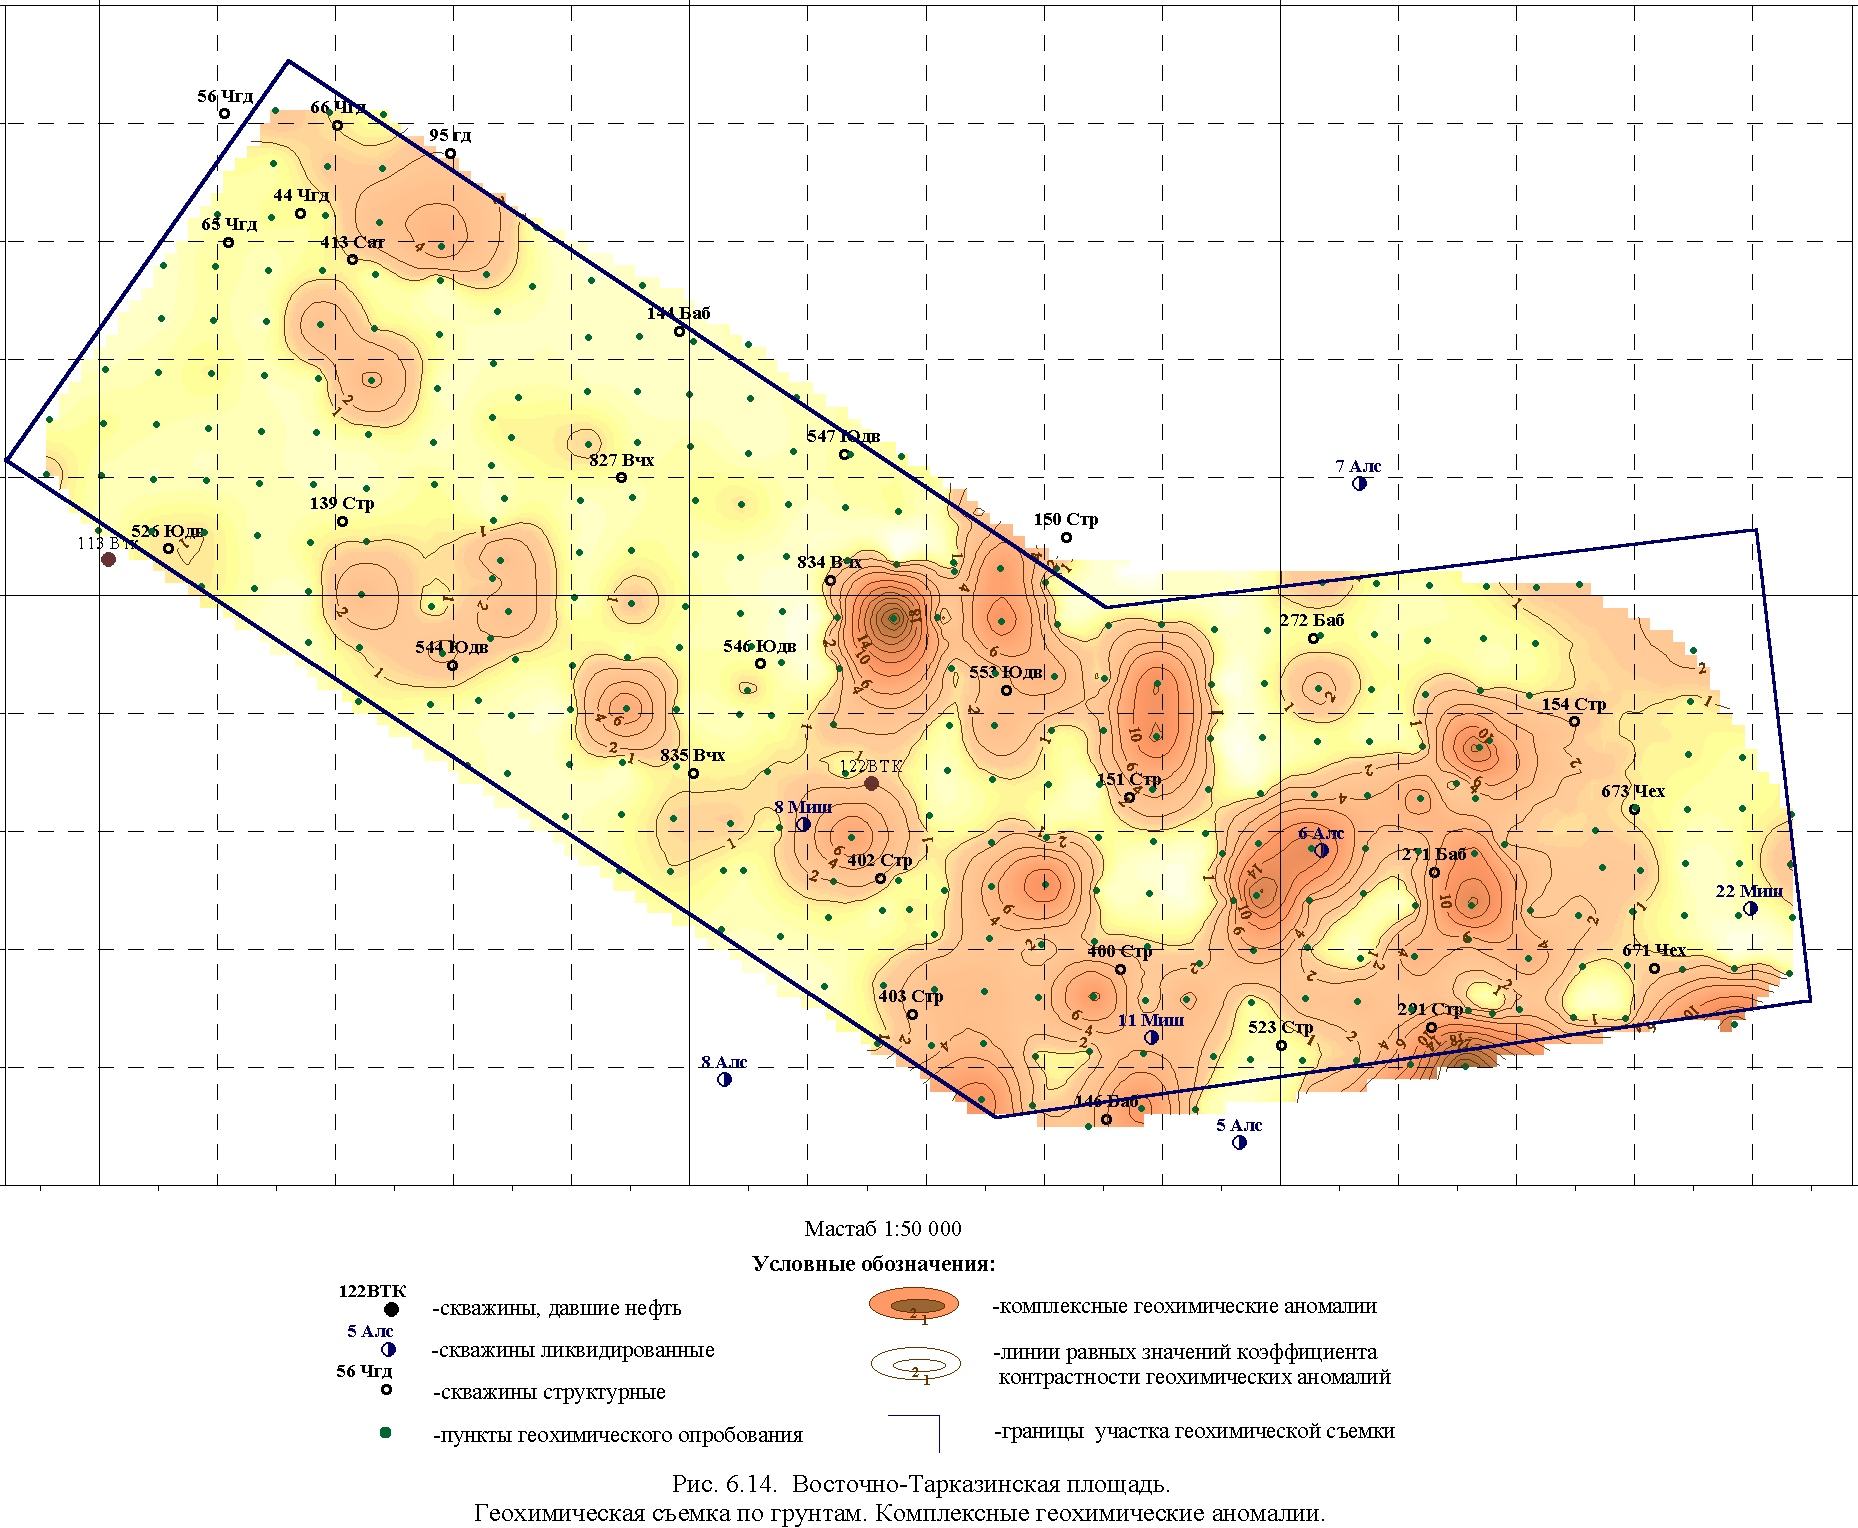 56 Чгд
66 Чгд
95 гд
44 Чгд
65 Чгд
413 Сат
144 Баб
547 Юдв
827 Вчх
7 Алс
139 Стр
150 Стр
526 Юдв
113 Втк
834 Вчх
272 Баб
544 Юдв
546 Юдв
553 Юдв
154 Стр
835 Вчх
122ВТК
151 Стр
673 Чех
8 Миш
6 Алс
402 Стр
271 Баб
22 Миш
400 Стр
671 Чех
403 Стр
291 Стр
11 Миш
523 Стр
8 Алс
146 Баб
5 Алс
Мастаб 1:50 000
Условные обозначения:
122ВТК
-скважины, давшие нефть
5 Алс
-скважины ликвидированные
56 Чгд
-скважины структурные
-пункты геохимического опробования
2 1
-комплексные геохимические аномалии
2 1
-линии равных значений коэффициента
контрастности геохимических аномалий
-границы участка геохимической съемки
Рис. 6.14. Восточно-Тарказинская площадь.
Геохимическая съемка по грунтам. Комплексные геохимические аномалии.